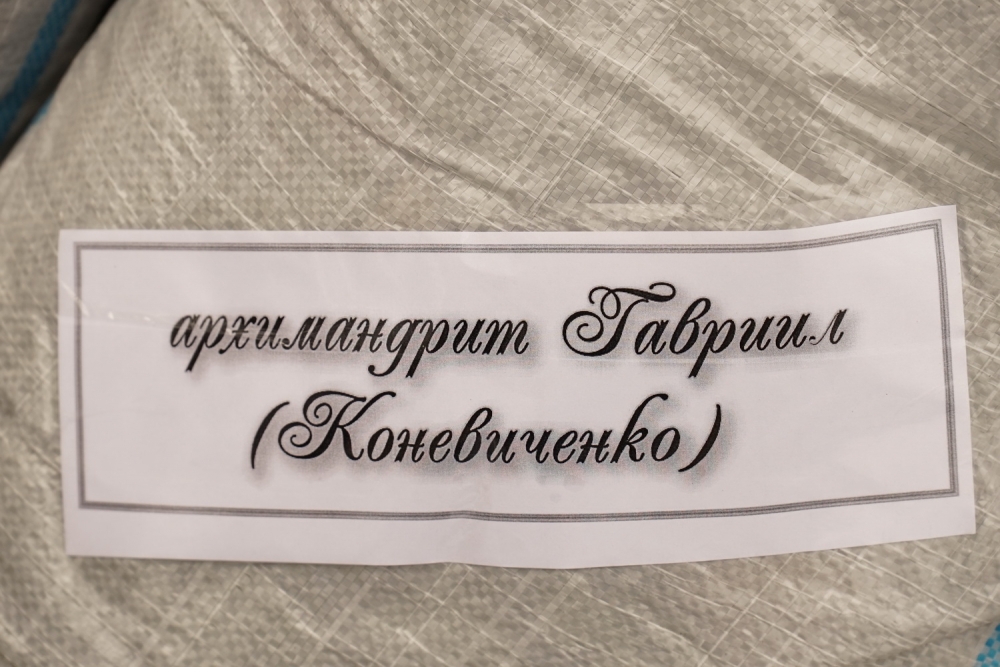 архимандрит Гавриил
(Коневиченко)